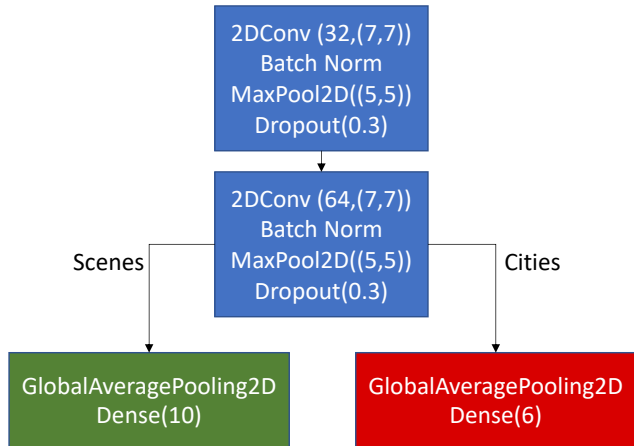 2DConv (32,(7,7))
Batch Norm
MaxPool2D((5,5))
Dropout(0.3)
2DConv (64,(7,7))
Batch Norm
MaxPool2D((5,5))
Dropout(0.3)
Scenes
Cities
GlobalAveragePooling2D
Dense(10)
GlobalAveragePooling2D
Dense(6)